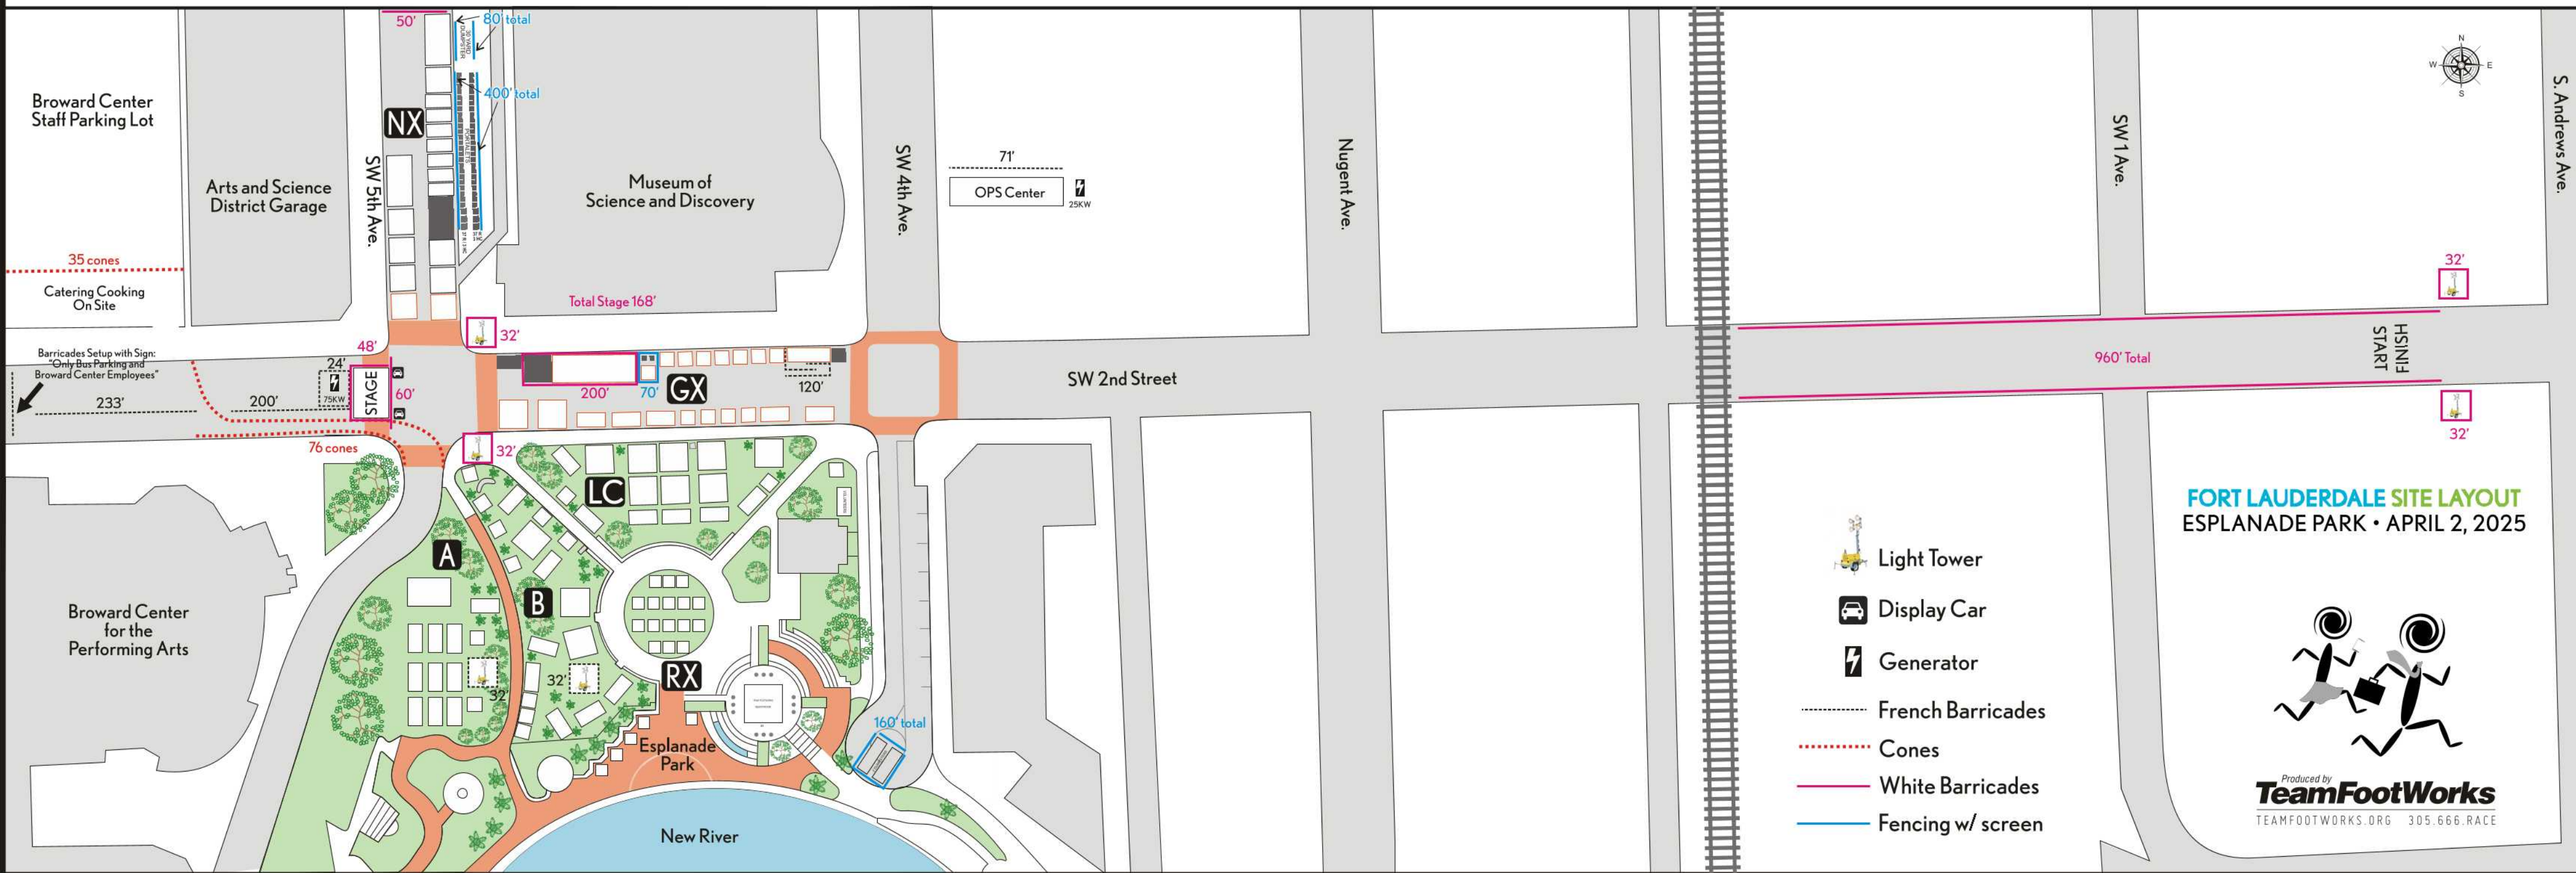 50'
80' total
30 YARD
DUMPSTER
400' total
PORTALETS
NX
Broward Center
Staff Parking Lot
Arts and Science
District Garage
SW 5th Ave.
Museum of
Science and Discovery
SW 4th Ave.
71'
OPS Center
25KW
Nugent Ave.
SW 1 Ave.
S. Andrews Ave.
N
W
E
S
35 cones
Catering Cooking
On Site
Total Stage 168'
32'
32'
Barricades Setup with Sign:
"Only Bus Parking and
Broward Center Employees"
48'
24'
75KW
STAGE
60'
233'
200'
200'
70'
GX
120'
SW 2nd Street
960' Total
FINISH
START
32'
76 cones
32'
LC
VOLUNTEERS
A
B
RX
32'
32'
Broward Center
for the
Performing Arts
Esplanade
Park
160' total
New River
Light Tower
Display Car
Generator
French Barricades
Cones
White Barricades
Fencing w/ screen
FORT LAUDERDALE SITE LAYOUT
ESPLANADE PARK • APRIL 2, 2025
Produced by
TeamFootWorks
TEAMFOOTWORKS.ORG 305.666.RACE